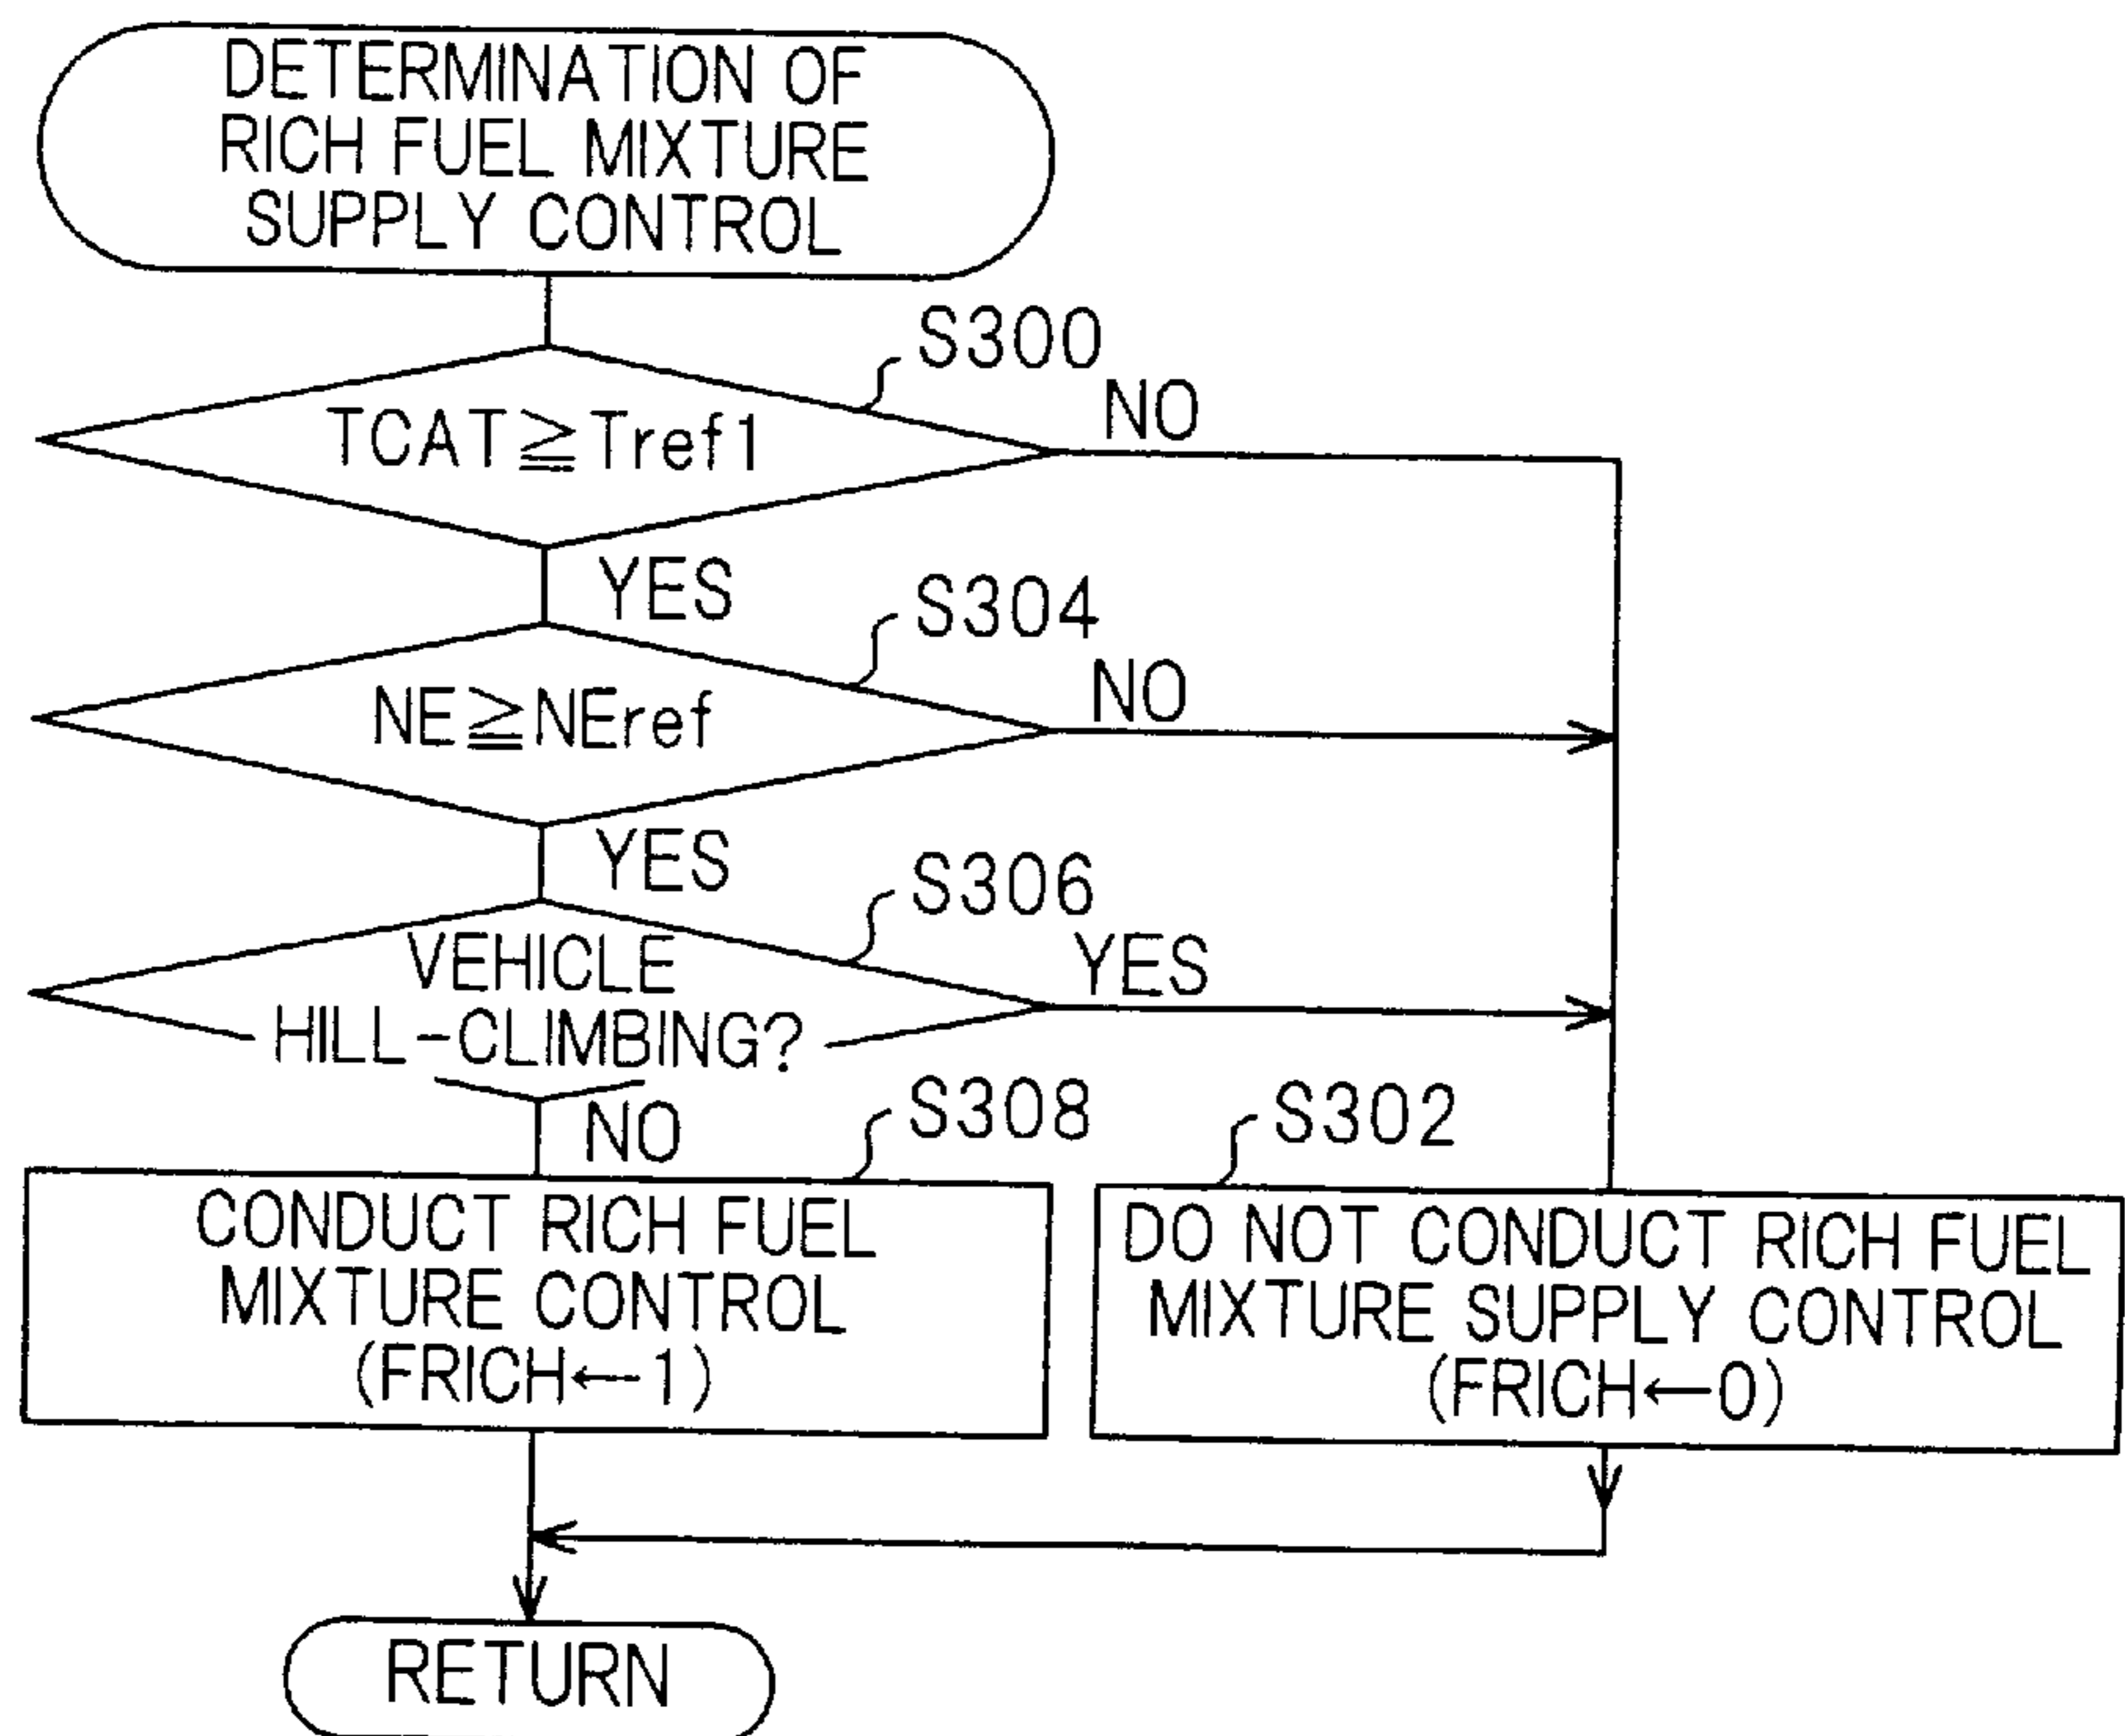 DETERMINATION OF
RICH FUEL MIXTURE
SUPPLY CONTROL
S300
TCAT≧Tref1
NO
YES
S304
NE≧NEref
NO
YES
S306
VEHICLE
HILL-CLIMBING?
YES
NO
S308
CONDUCT RICH FUEL
MIXTURE CONTROL
(FRICH←1)
S302
DO NOT CONDUCT RICH FUEL
MIXTURE SUPPLY CONTROL
(FRICH←0)
RETURN